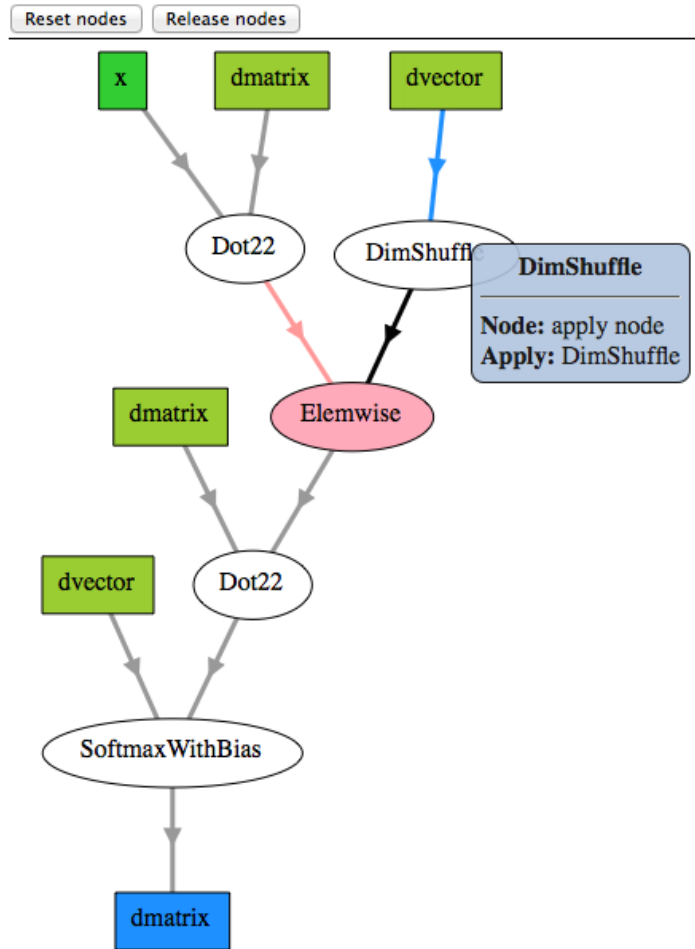 Reset nodes Release nodes
x dmatrix dvector
Dot22 DimShuffle
DimShuffle
Node: apply node
Apply: DimShuffle
dmatrix Elemwise
dvector Dot22
SoftmaxWithBias
dmatrix